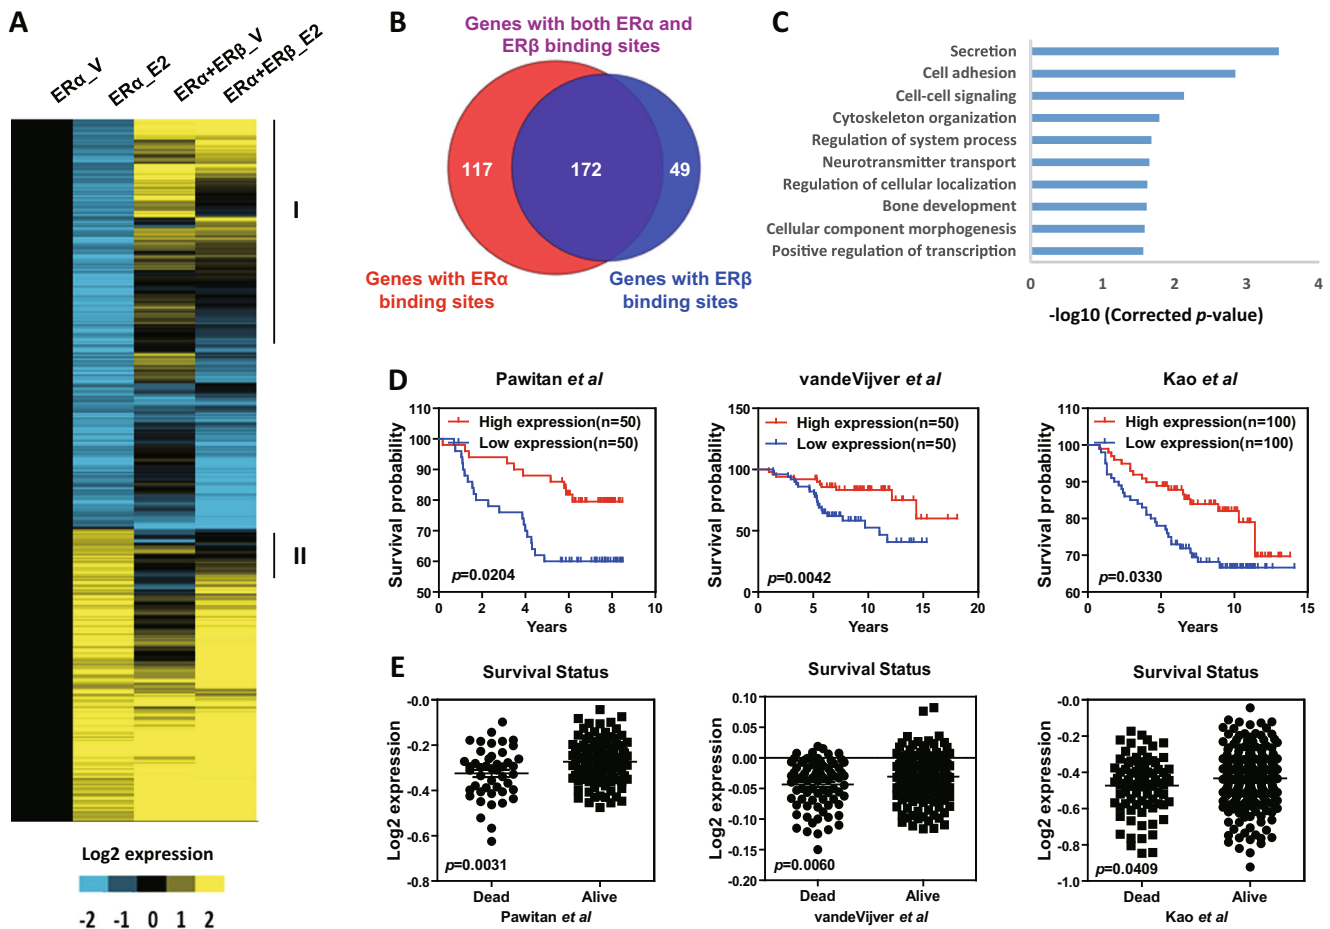 A
ERα_V
ERα_E2
ERα+ERβ_V
ERα+ERβ_E2
I
II
Log2 expression
-2 -1 0 1 2
B
Genes with both ERα and
ERβ binding sites
117
172
49
Genes with ERα
binding sites
Genes with ERβ
binding sites
C
Secretion
Cell adhesion
Cell-cell signaling
Cytoskeleton organization
Regulation of system process
Neurotransmitter transport
Regulation of cellular localization
Bone development
Cellular component morphogenesis
Positive regulation of transcription
0 1 2 3 4
-log10 (Corrected p-value)
D
Pawitan et al
Survival probability
110
100
90
80
70
60
50
High expression(n=50)
Low expression(n=50)
p=0.0204
0 2 4 6 8 10
Years
vandeVijver et al
Survival probability
150
100
50
0
High expression(n=50)
Low expression(n=50)
p=0.0042
0 5 10 15 20
Years
Kao et al
Survival probability
110
100
90
80
70
60
High expression(n=100)
Low expression(n=100)
p=0.0330
0 5 10 15
Years
E
Survival Status
Log2 expression
-0.0
-0.2
-0.4
-0.6
-0.8
p=0.0031
Dead Alive
Pawitan et al
Survival Status
Log2 expression
0.10
0.05
0.00
-0.05
-0.10
-0.15
-0.20
p=0.0060
Dead Alive
vandeVijver et al
Survival Status
Log2 expression
-0.0
-0.2
-0.4
-0.6
-0.8
-1.0
p=0.0409
Dead Alive
Kao et al